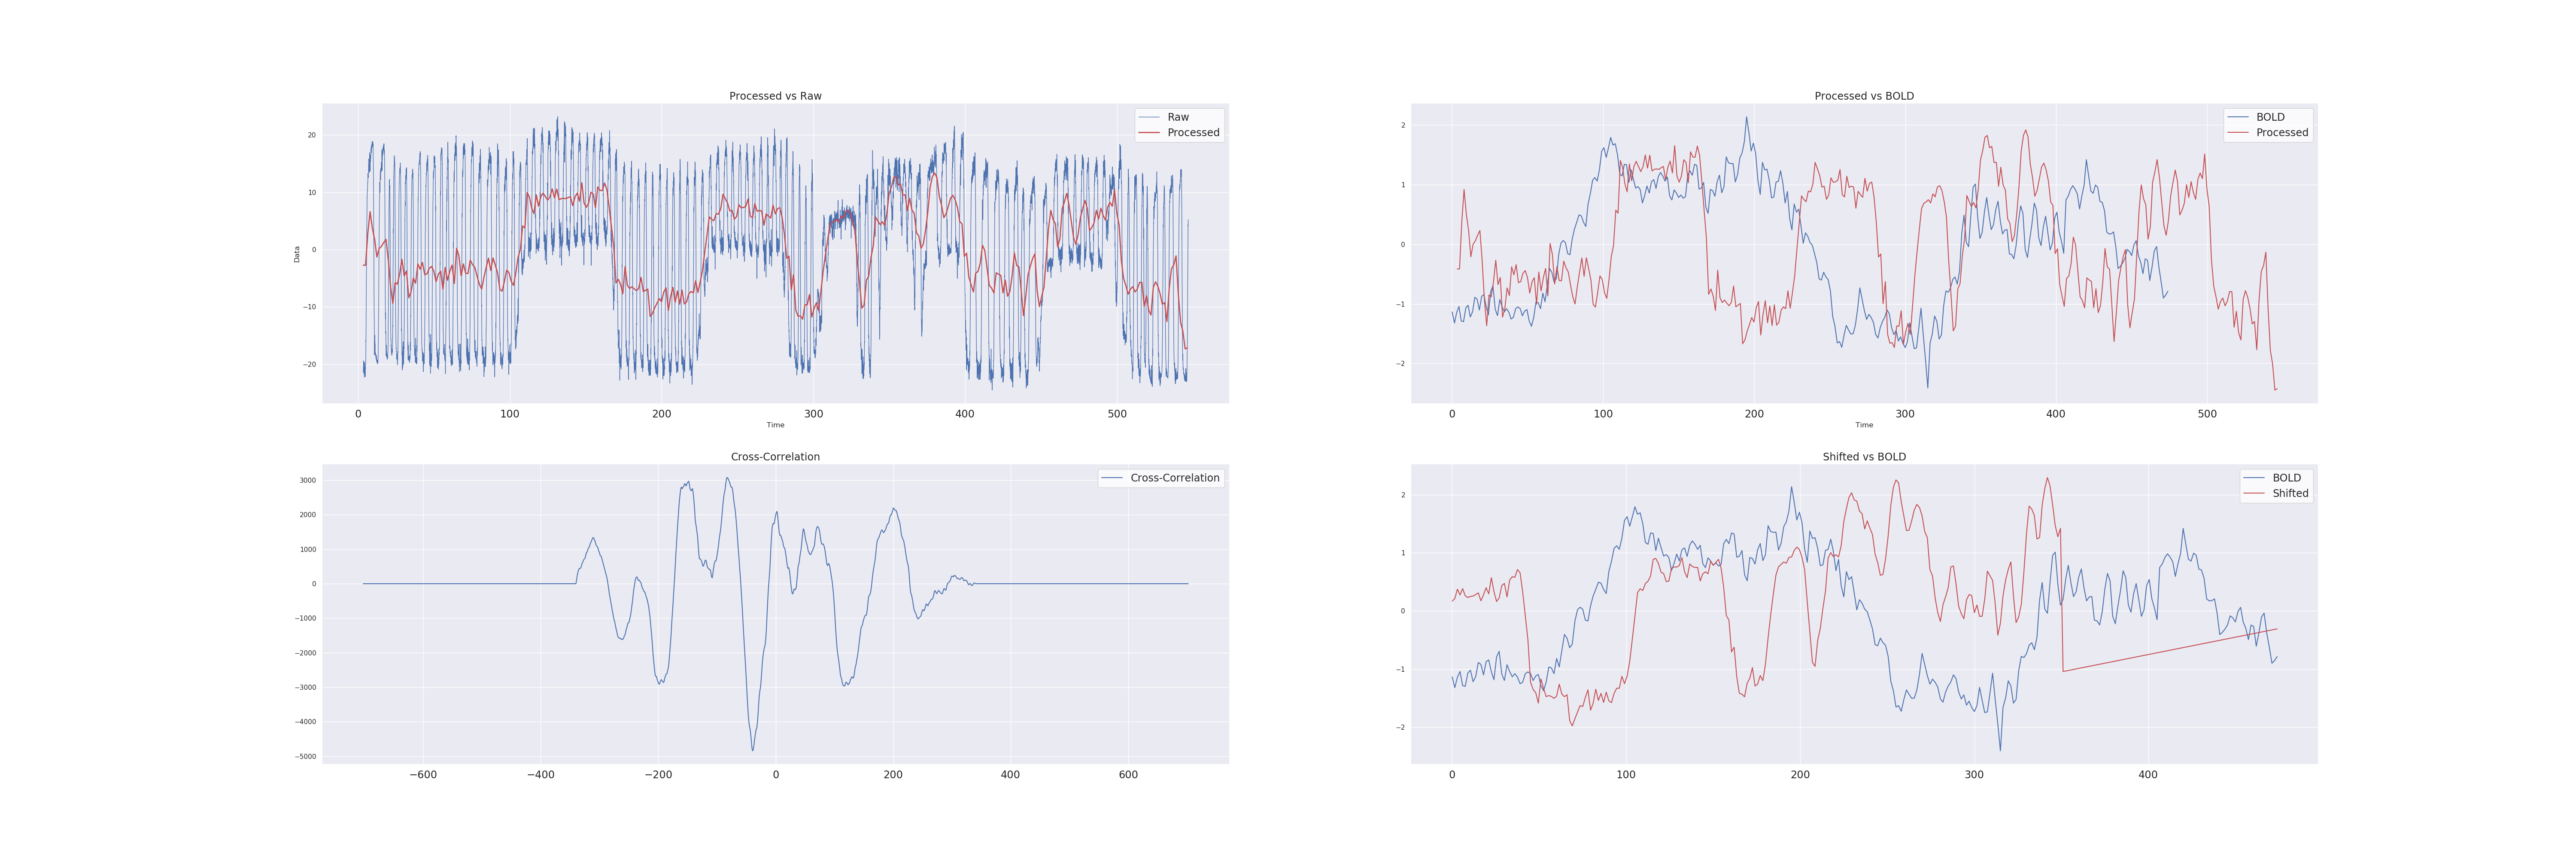 Processed vs Raw
Raw
Processed
Data
20
10
0
−10
−20
0 100 200 300 400 500
Time
Processed vs BOLD
BOLD
Processed
2
1
0
−1
−2
0 100 200 300 400 500
Time
Cross-Correlation
Cross-Correlation
3000
2000
1000
0
−1000
−2000
−3000
−4000
−5000
−600 −400 −200 0 200 400 600
Shifted vs BOLD
BOLD
Shifted
2
1
0
−1
−2
0 100 200 300 400